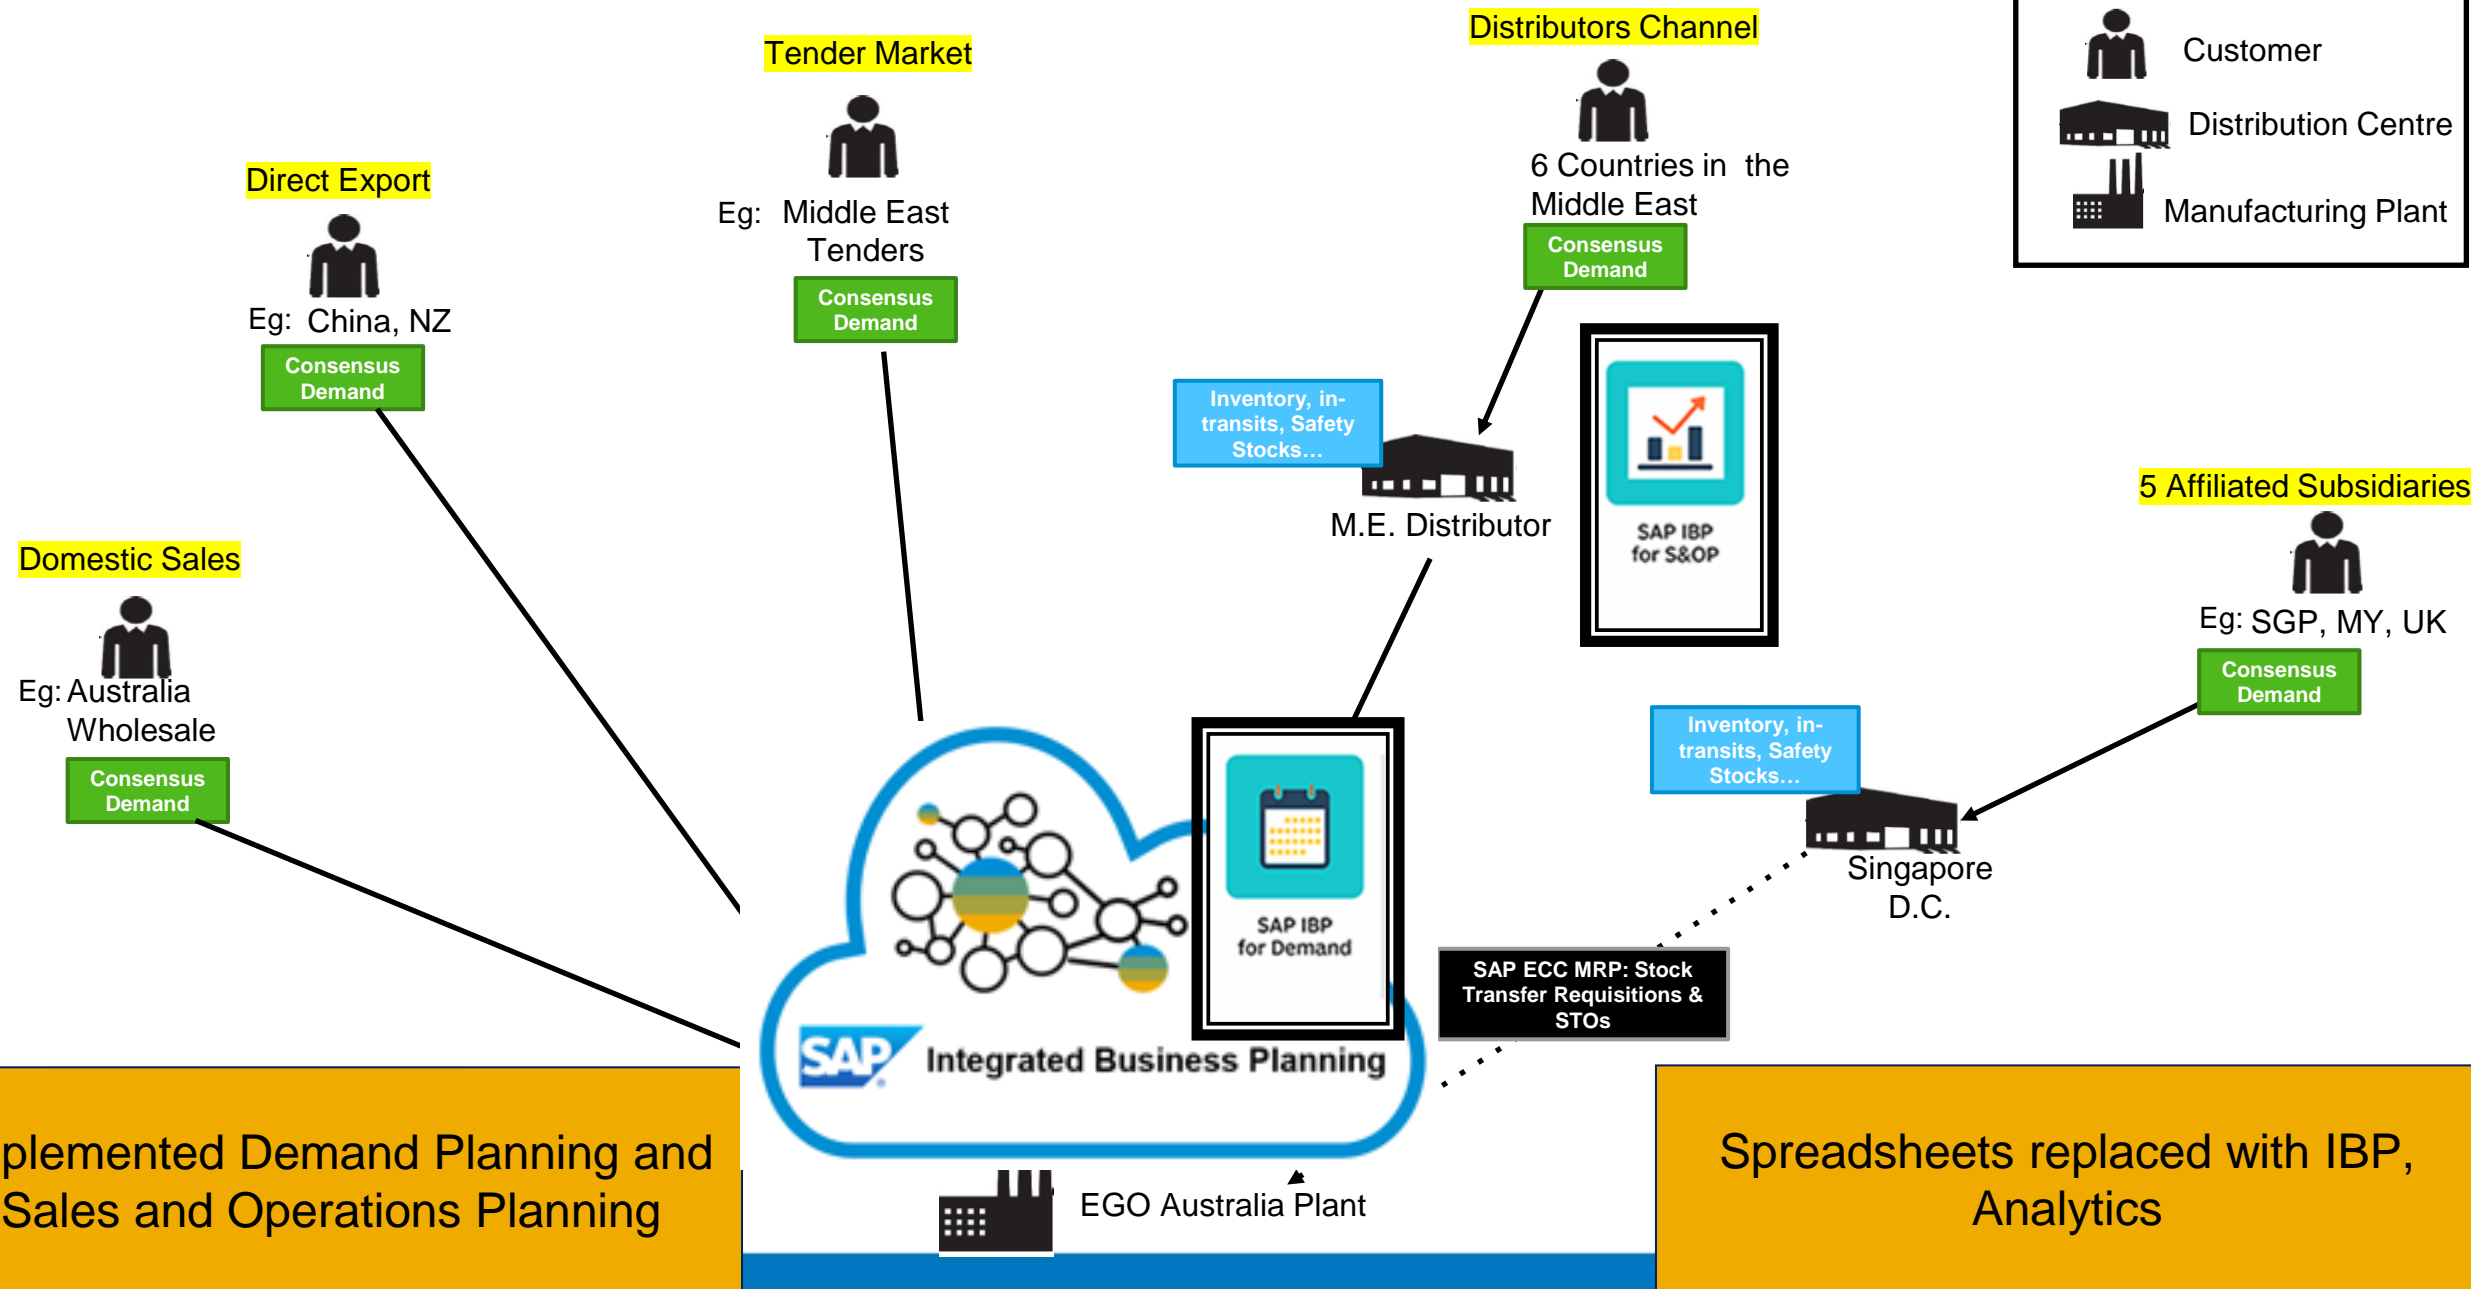 Distributors Channel
Tender Market
Customer
Distribution Centre
Manufacturing Plant
6 Countries in  the
Middle East
Consensus
Demand
Direct Export
Eg: Middle East
Tenders
Consensus
Demand
Eg: China, NZ
Consensus
Demand
Inventory, in-
transits, Safety
Stocks...
M.E. Distributor
SAP IBP
for S&OP
5 Affiliated Subsidiaries
Eg: SGP, MY, UK
Consensus
Demand
Domestic Sales
Eg: Australia
Wholesale
Consensus
Demand
Inventory, in-
transits, Safety
Stocks...
Singapore
D.C.
SAP IBP
for Demand
SAP ECC MRP: Stock
Transfer Requisitions &
STOs
SAP Integrated Business Planning
plemented Demand Planning and
Sales and Operations Planning
EGO Australia Plant
Spreadsheets replaced with IBP,
Analytics